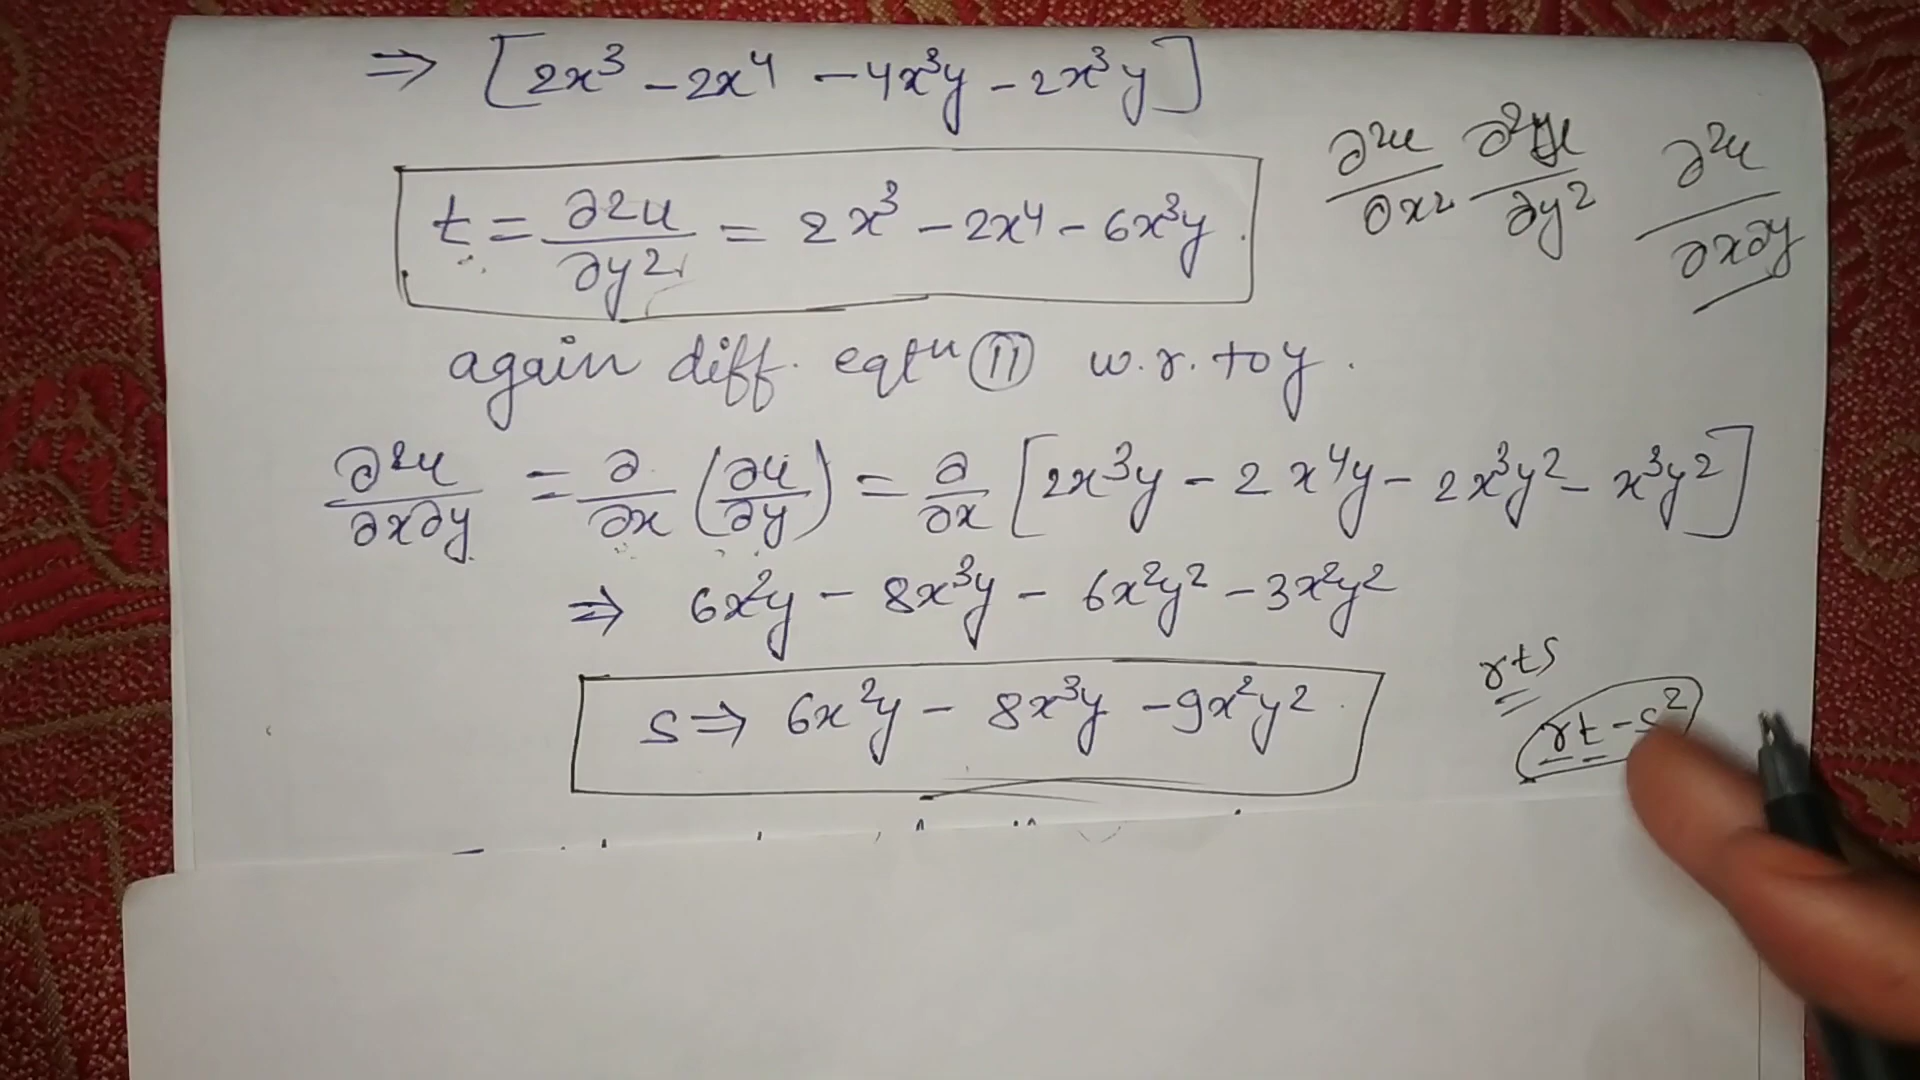 ⇒ [2x³ - 2x⁴ - 4x³y - 2x³y]
t = ∂²u/∂y² = 2x³ - 2x⁴ - 6x³y.
∂²u/∂x² ∂²u/∂y² ∂²u/∂x∂y
again diff. eqtn (11) w.r. to y.
∂²u/∂x∂y = ∂/∂x (∂u/∂y) = ∂/∂x [2x³y - 2x⁴y - 2x³y² - x³y²]
⇒ 6x²y - 8x³y - 6x²y² - 3x²y²
s ⇒ 6x²y - 8x³y - 9x²y²
rts
rt - s²